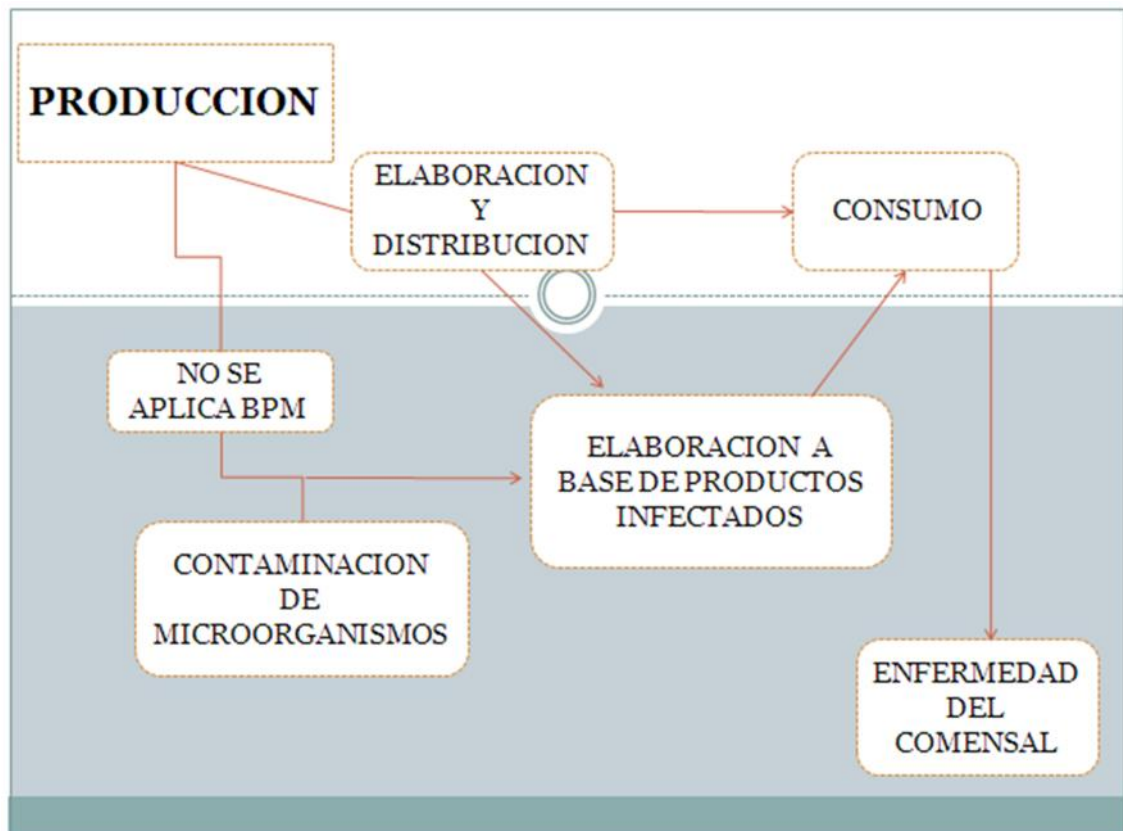 PRODUCCION
ELABORACION
Y
DISTRIBUCION
CONSUMO
NO SE
APLICA BPM
ELABORACION A
BASE DE PRODUCTOS
INFECTADOS
CONTAMINACION
DE
MICROORGANISMOS
ENFERMEDAD
DEL
COMENSAL